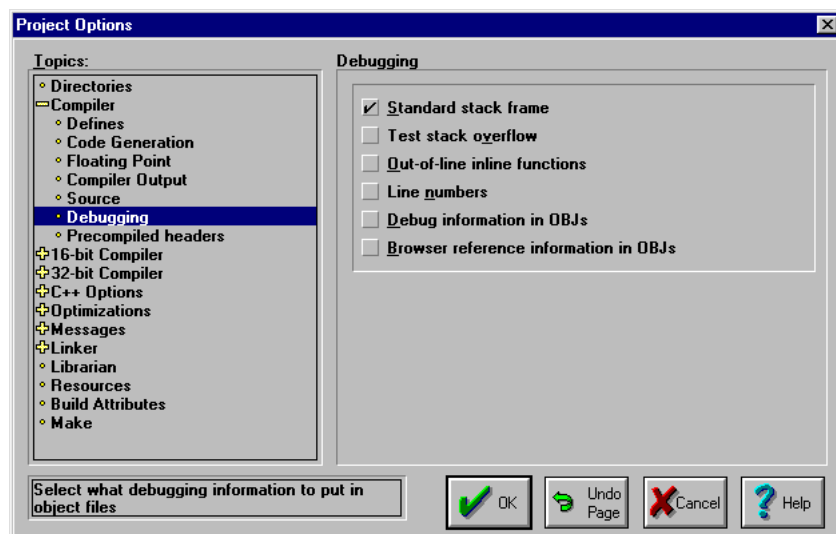 Project Options
Topics:
Directories
Compiler
Defines
Code Generation
Floating Point
Compiler Output
Source
Debugging
Precompiled headers
16-bit Compiler
32-bit Compiler
C++ Options
Optimizations
Messages
Linker
Librarian
Resources
Build Attributes
Make
Debugging
Standard stack frame
Test stack overflow
Out-of-line inline functions
Line numbers
Debug information in OBJs
Browser reference information in OBJs
Select what debugging information to put in
object files
OK
Undo
Page
Cancel
Help